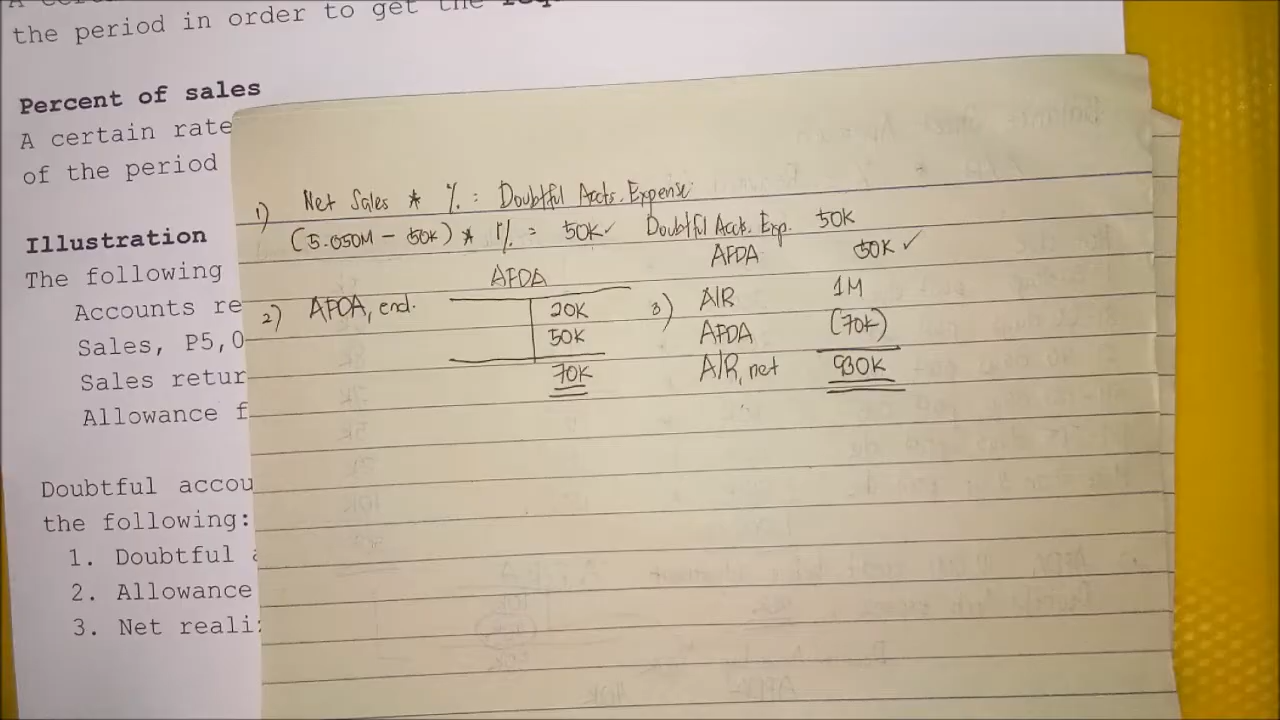 the period in order to get the
Percent of sales
A certain rate
of the period
Illustration
The following
Accounts re
Sales, P5,0
Sales retur
Allowance f
Doubtful accou
the following:
1. Doubtful
2. Allowance
3. Net reali
1) Net Sales * % = Doubtful Accts. Expense
(5.050M - 50K) * 1% = 50K ✓ Doubtful Accts. Exp. 50K
AFDA 50K ✓
2) AFDA, end.
AFDA
20K
50K
70K
3) A/R 1M
AFDA (70K)
A/R, net 930K